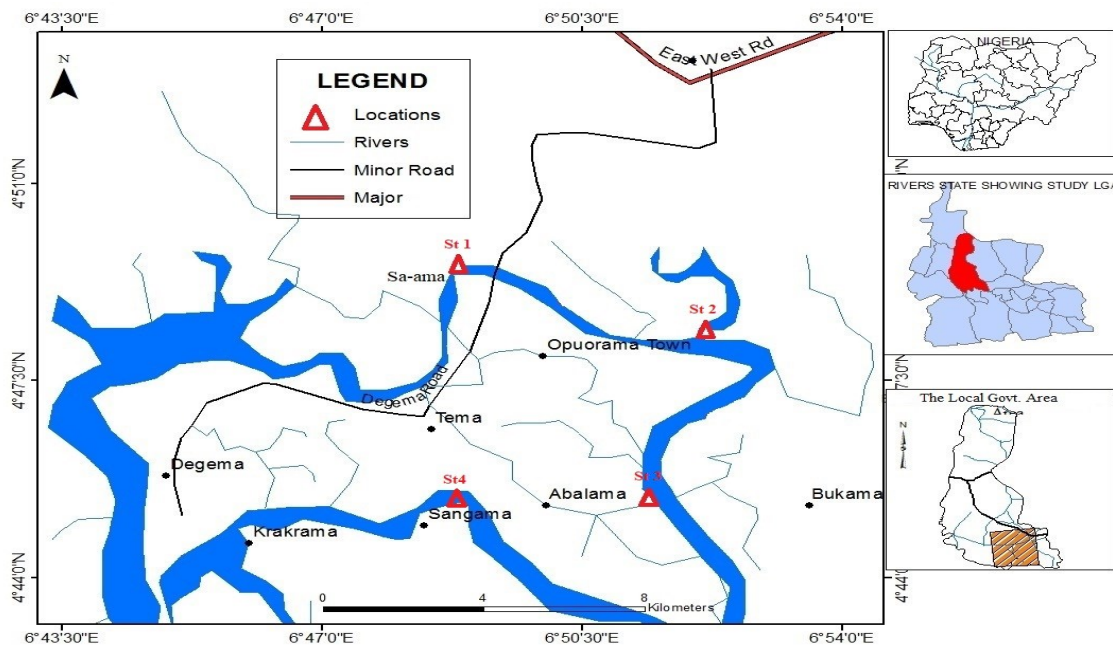 6°43'30"E 6°47'0"E 6°50'30"E 6°54'0"E
N
LEGEND
Locations
Rivers
Minor Road
Major
East West Rd
4°51'0"N
4°47'30"N
4°44'0"N
St 1
Sa-ama
St 2
Opuorama Town
Degema Road
Tema
Degema
St4
St 3
Abalama
Bukama
Sangama
Krakrama
0 4 8
Kilometers
6°43'30"E 6°47'0"E 6°50'30"E 6°54'0"E
NIGERIA
4°51'0"N
RIVERS STATE SHOWING STUDY LGA
7'30"N
The Local Govt. Area
N
4°44'0"N